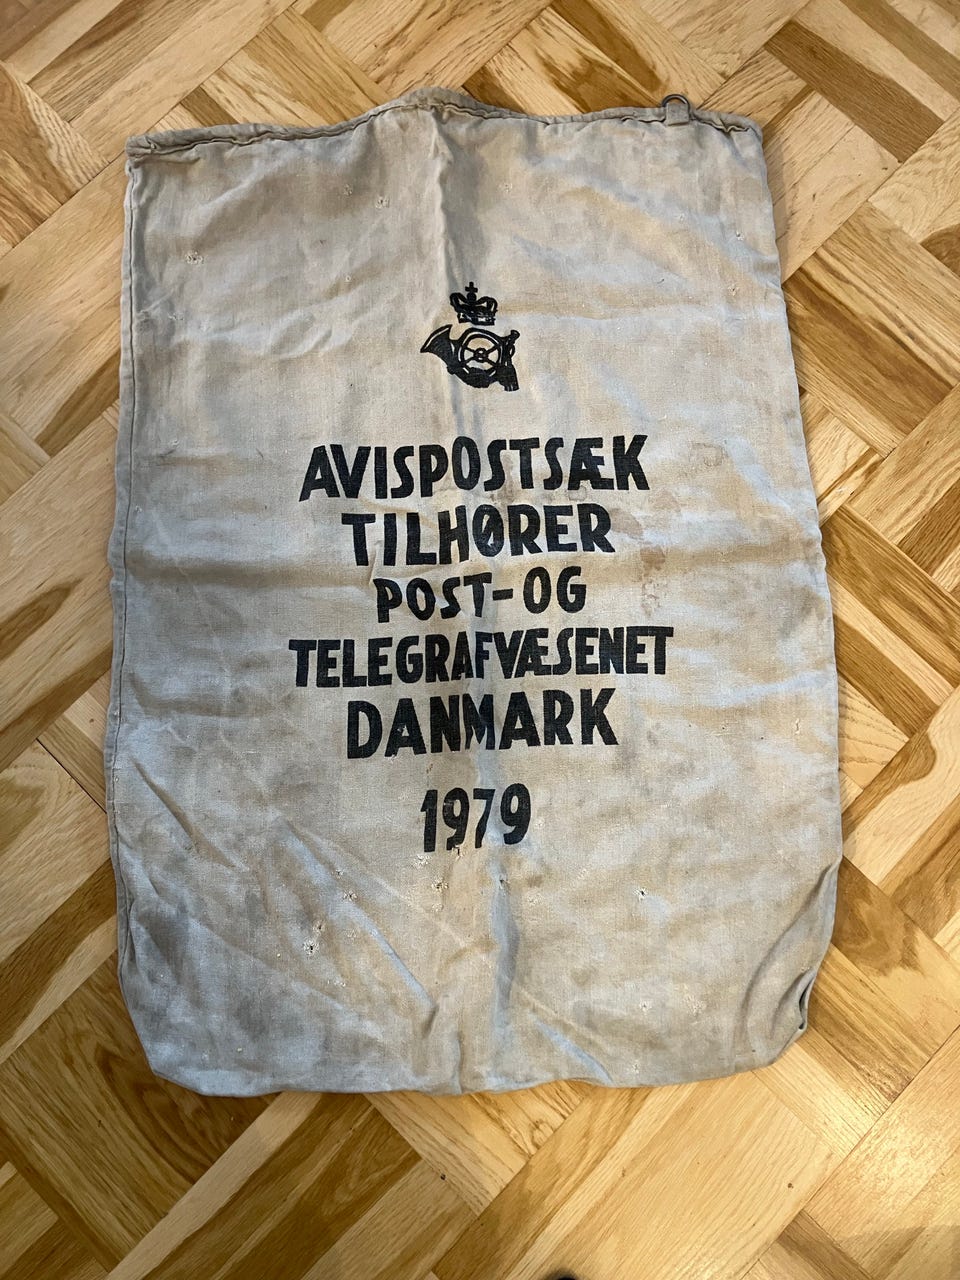 AVISPOSTSÆK
TILHØRER
POST-OG
TELEGRAFVÆSENET
DANMARK
1979